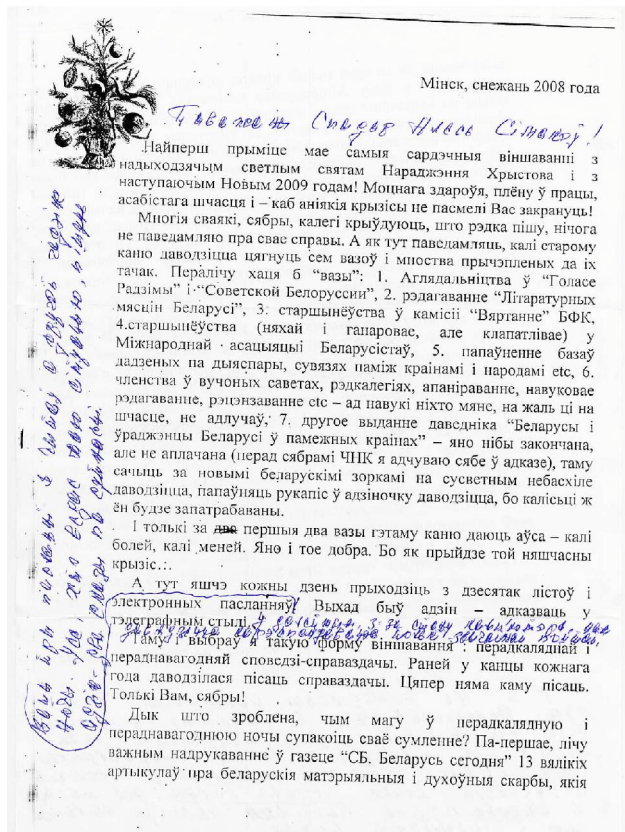 Мінск, снежань 2008 года
Паважаны Спадар Алесь Сімакоў!
Найперш прыміце мае самыя сардэчныя віншаванні з
надыходзячым светлым святам Нараджэння Хрыстова і з
наступаючым Новым 2009 годам! Моцнага здароўя, плёну ў працы,
асабістага шчасця і – каб аніякія крызісы не пасмелі Вас закрануць!
Многія сваякі, сябры, калегі крыўдуюць, што рэдка пішу, нічога
не паведамляю пра свае справы. А як тут паведамляць, калі старому
каню даводзіцца цягнуць сем вазоў і мноства прычэпленых да іх
тачак. Пералічу хаця б “вазы”: 1. Аглядальніцтва ў “Голасе
Радзімы” і “Советской Белоруссии”, 2. рэдагаванне “Літаратурных
мясцін Беларусі”, 3. старшынёўства ў камісіі “Вяртанне” БФК,
4.старшынёўства (няхай і ганаровае, але клапатлівае) у
Міжнароднай асацыяцыі Беларусістаў, 5. папаўненне базаў
дадзеных па дыяспары, сувязях паміж краінамі і народамі etc, 6.
членства ў вучоных саветах, рэдкалегіях, апаніраванне, навуковае
рэдагаванне, рэцэнзаванне etc – ад навукі ніхто мяне, на жаль ці на
шчасце, не адлучаў, 7. другое выданне даведніка “Беларусы і
ўраджэнцы Беларусі ў памежных краінах” – яно нібы закончана,
але не аплачана (перад сябрамі ЧНК я адчуваю сябе ў адказе), таму
сачыць за новымі беларускімі зоркамі на сусветным небасхіле
даводзіцца, папаўняць рукапіс ў адзіночку даводзіцца, бо калісьці ж
ён будзе запатрабаваны.
І толькі за два першыя два вазы гэтаму каню даюць аўса – калі
болей, калі меней. Яно і тое добра. Бо як прыйдзе той няшчасны
крызіс...
А тут яшчэ кожны дзень прыходзіць з дзесятак лістоў і
электронных пасланняў! Выхад быў адзін – адказваць у
тэлеграфным стылі.
Таму і выбраў я такую форму віншавання : перадкаляднай і
пераднавагодняй споведзі-справаздачы. Раней у канцы кожнага
года даводзілася пісаць справаздачы. Цяпер няма каму пісаць.
Толькі Вам, сябры!
Дык што зроблена, чым магу ў перадкалядную і
пераднавагоднюю ночы супакоіць сваё сумленне? Па-першае, лічу
важным надрукаванне ў газеце “СБ. Беларусь сегодня” 13 вялікіх
артыкулаў пра беларускія матэрыяльныя і духоўныя скарбы, якія